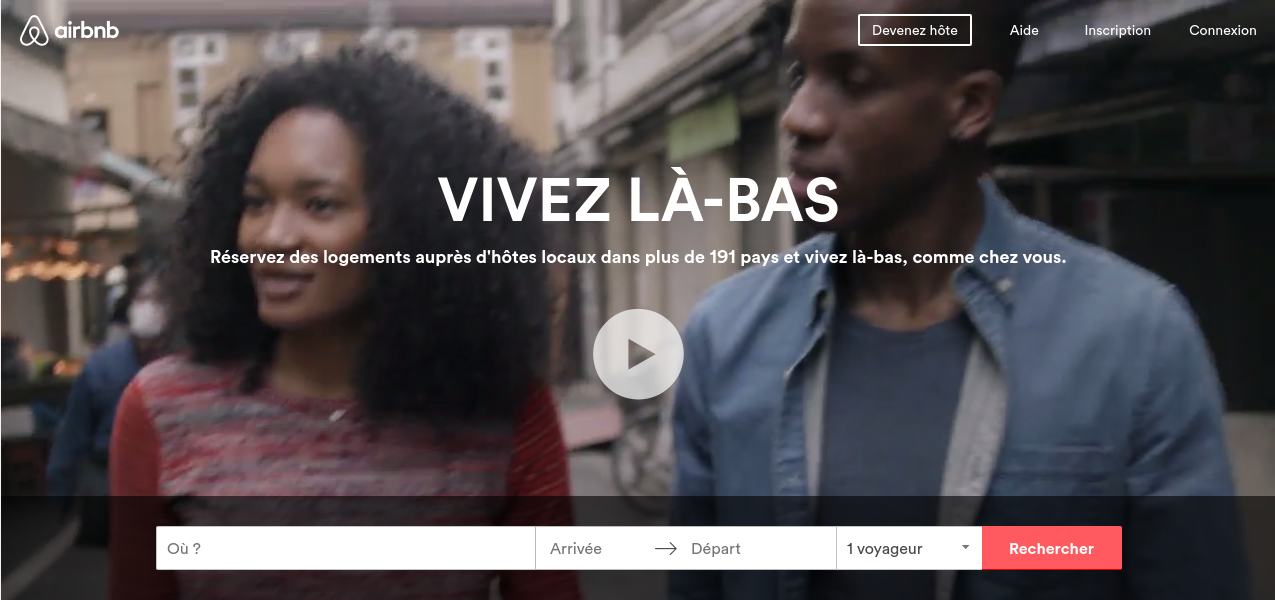 airbnb
Devenez hôte
Aide
Inscription
Connexion
VIVEZ LÀ-BAS
Réservez des logements auprès d'hôtes locaux dans plus de 191 pays et vivez là-bas, comme chez vous.
Où ?
Arrivée
Départ
1 voyageur
Rechercher